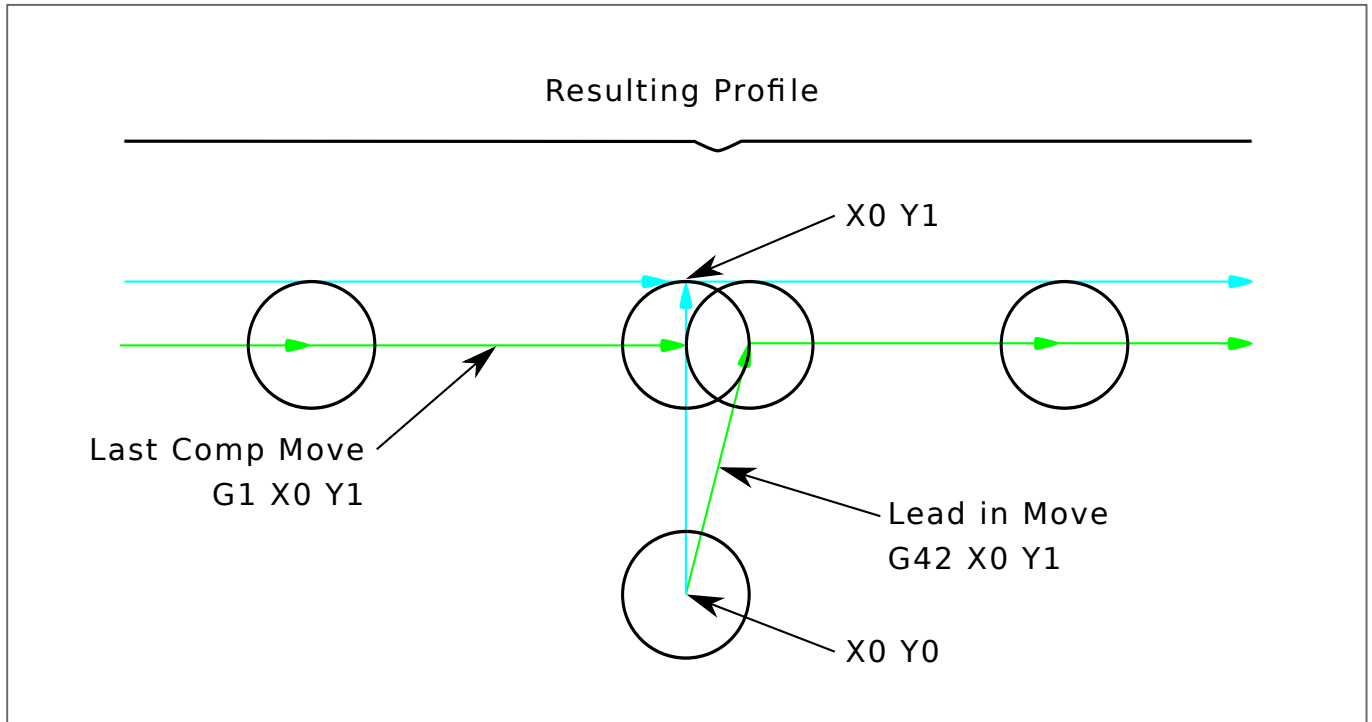 Resulting Profile
X0 Y1
Last Comp Move
G1 X0 Y1
Lead in Move
G42 X0 Y1
X0 Y0